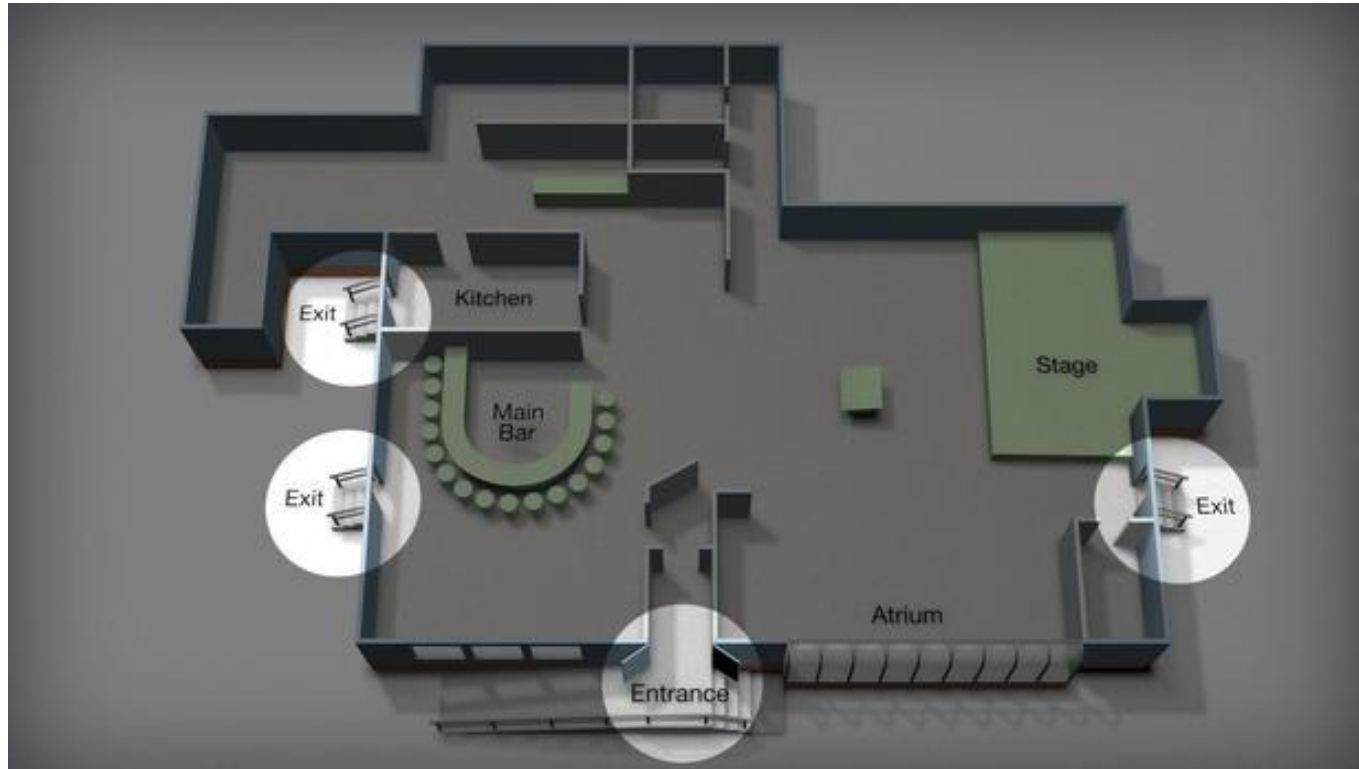 Kitchen
Exit
Stage
Main
Bar
Exit
Exit
Atrium
Entrance